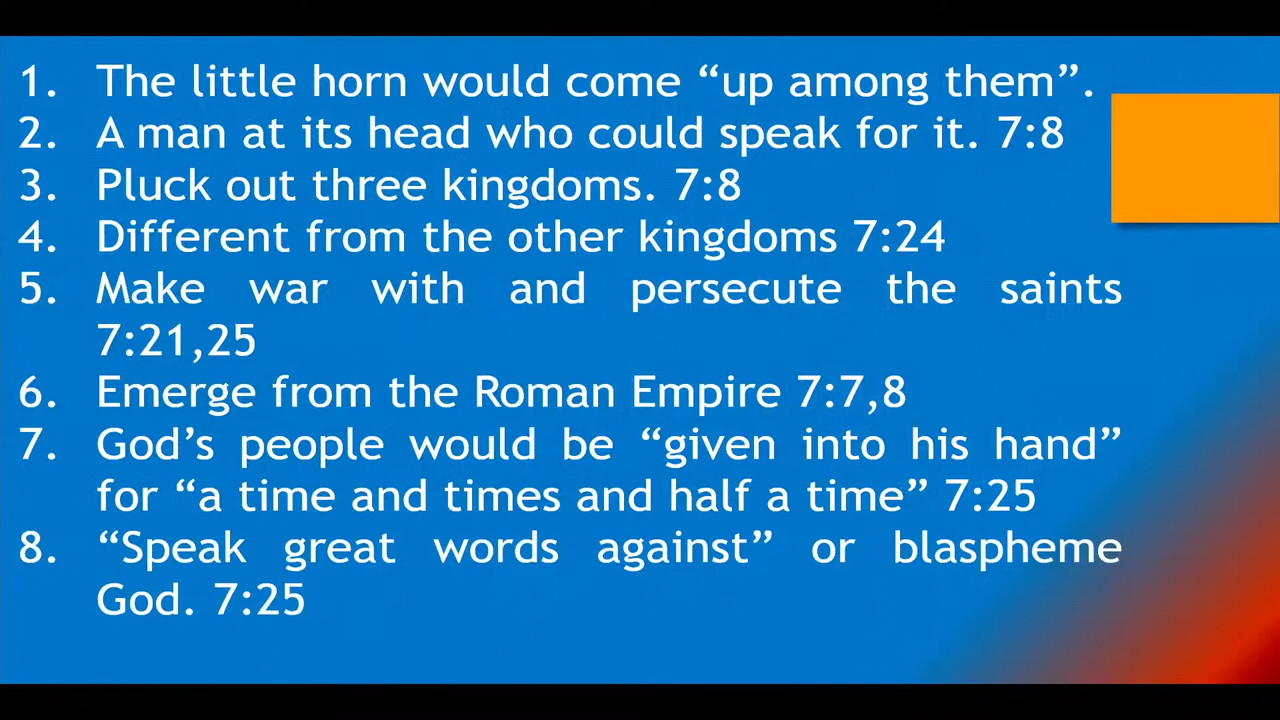 1. The little horn would come “up among them”.
2. A man at its head who could speak for it. 7:8
3. Pluck out three kingdoms. 7:8
4. Different from the other kingdoms 7:24
5. Make war with and persecute the saints
7:21,25
6. Emerge from the Roman Empire 7:7,8
7. God’s people would be “given into his hand”
for “a time and times and half a time” 7:25
8. “Speak great words against” or blaspheme
God. 7:25